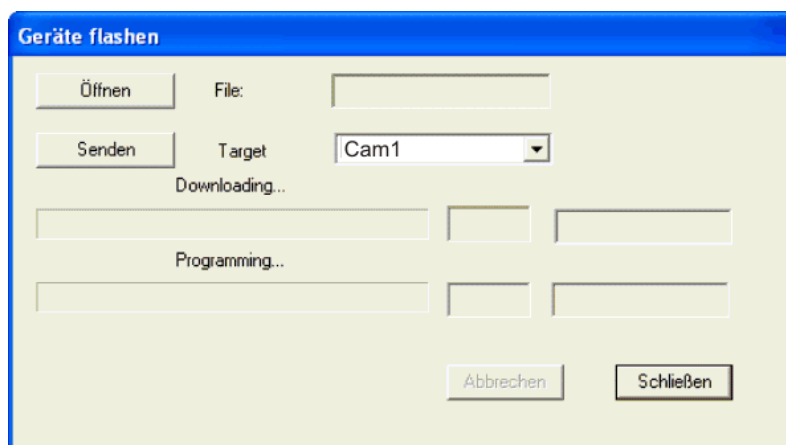 Geräte flashen
Öffnen File:
Senden Target Cam1
Downloading...
Programming...
Abbrechen Schließen